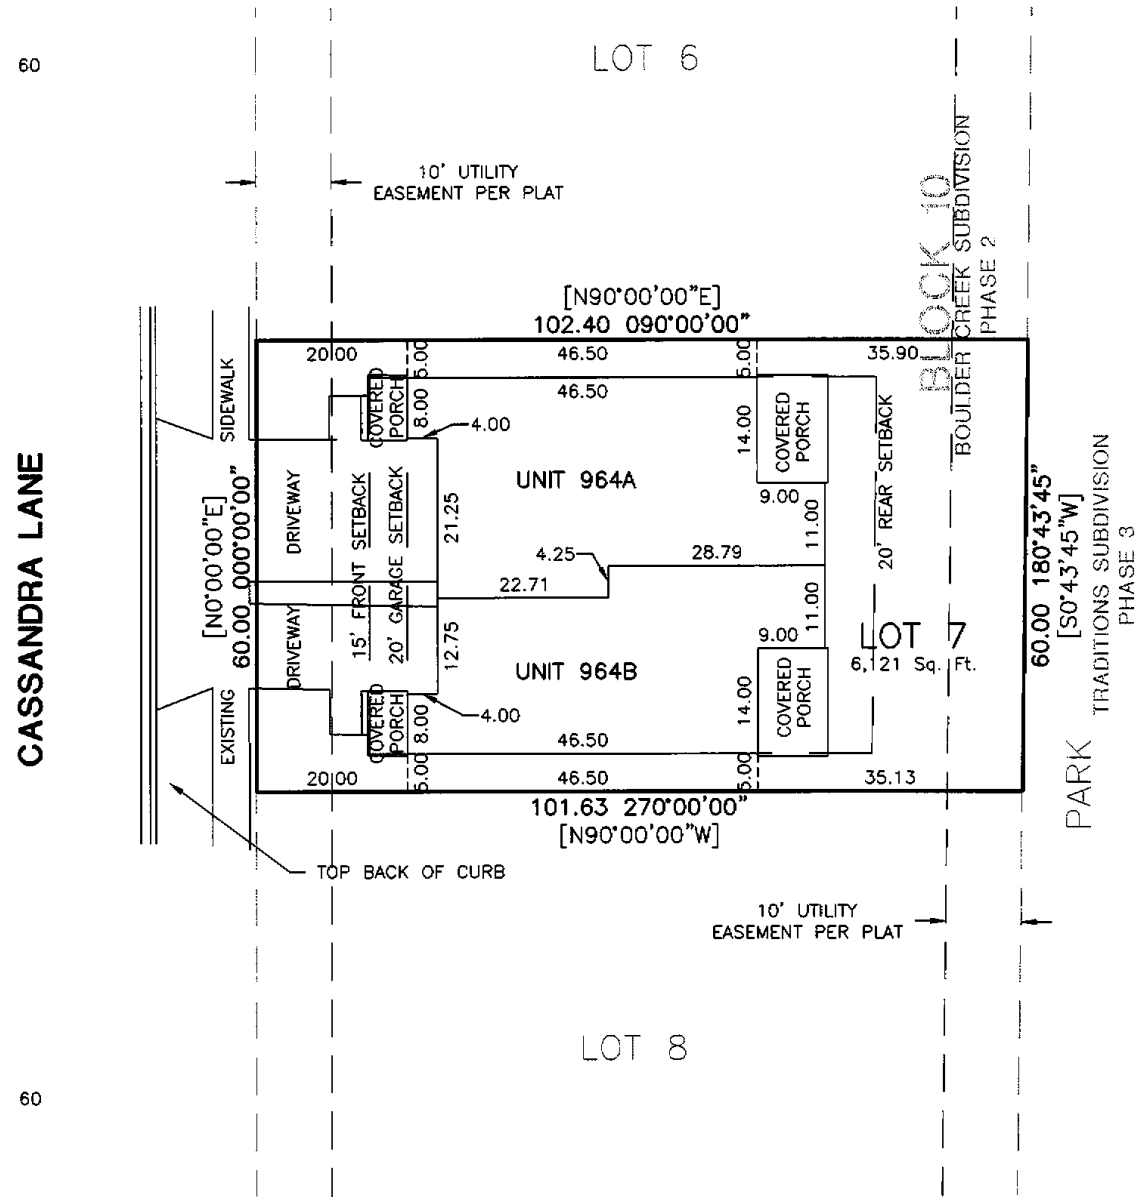 60
LOT 6
10' UTILITY
EASEMENT PER PLAT
BLOCK 10
BOULDER CREEK SUBDIVISION
PHASE 2
[N90°00'00"E]
102.40 090°00'00"
20.00
5.00
46.50
5.00
35.90
46.50
SIDEWALK
COVERED
PORCH
8.00
4.00
14.00
COVERED
PORCH
UNIT 964A
9.00
20' REAR SETBACK
CASSANDRA LANE
[N0°00'00"E]
60.00 000°00'00"
DRIVEWAY
15' FRONT SETBACK
20' GARAGE SETBACK
21.25
11.00
4.25
28.79
22.71
60.00 180°43'45"
[S0°43'45"W]
TRADITIONS SUBDIVISION
PHASE 3
DRIVEWAY
12.75
11.00
9.00
LOT 7
6,121 Sq. Ft.
UNIT 964B
EXISTING
COVERED
PORCH
8.00
4.00
14.00
COVERED
PORCH
46.50
20.00
5.00
46.50
5.00
35.13
PARK
101.63 270°00'00"
[N90°00'00"W]
TOP BACK OF CURB
10' UTILITY
EASEMENT PER PLAT
LOT 8
60